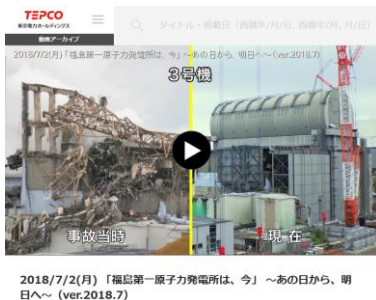 TEPCO
東京電力ホールディングス
タイトル・掲載日（西暦年/月/日、西暦年/月、月/日）
動画アーカイブ
2018/7/2(月)「福島第一原子力発電所は、今」～あの日から、明日へ～(ver.2018.7)
3号機
事故当時
現在
2018/7/2(月) 「福島第一原子力発電所は、今」 ～あの日から、明
日へ～（ver.2018.7）